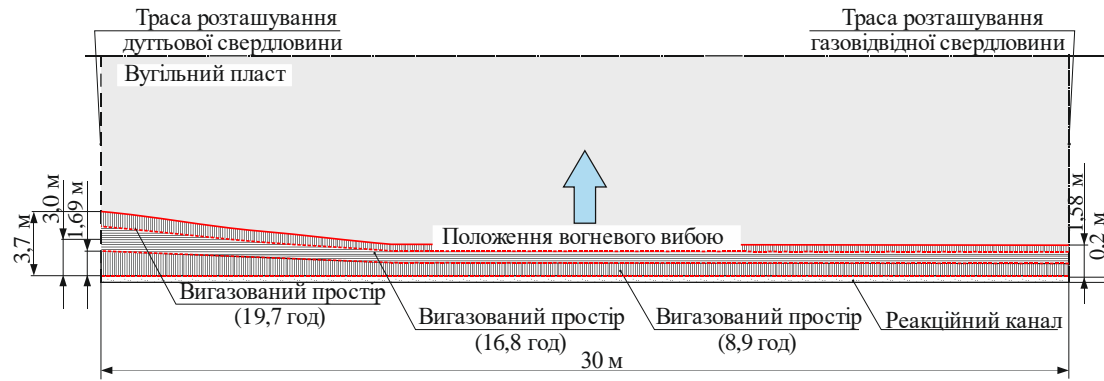 Траса розташування
дуттьової свердловини
Траса розташування
газовідвідної свердловини
Вугільний пласт
3,7 м
3,0 м
1,69 м
Положення вогневого вибою
1,58 м
0,2 м
Вигазований простір
(19,7 год)
Вигазований простір
(16,8 год)
Вигазований простір
(8,9 год)
Реакційний канал
30 м